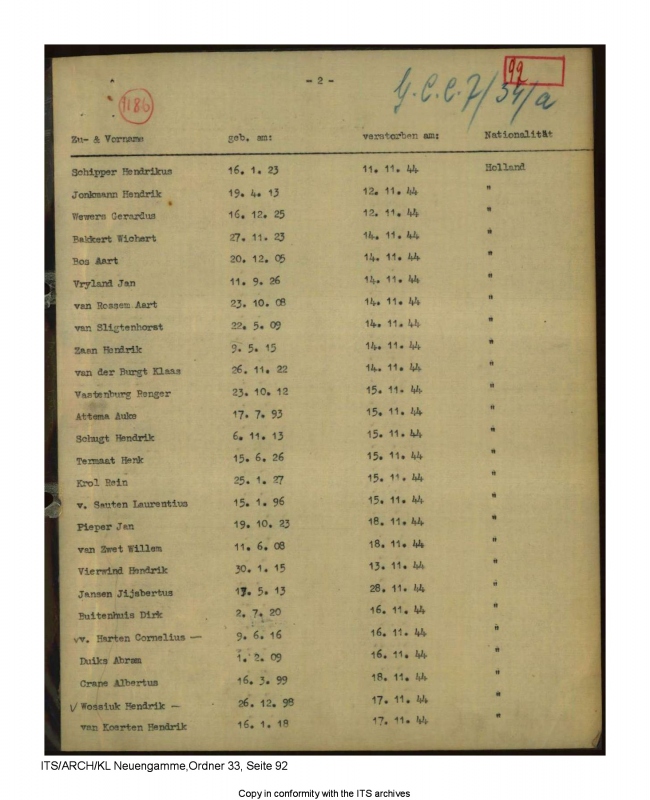 - 2 -
92
G.C.C.7/54/a
1186
Zu- & Vorname geb. am: verstorben am: Nationalität
Schipper Hendrikus 16. 1. 23 11. 11. 44 Holland
Jonkmann Hendrik 19. 4. 13 12. 11. 44 "
Wewers Gerardus 16. 12. 25 12. 11. 44 "
Bakkert Wichert 27. 11. 23 14. 11. 44 "
Bos Aart 20. 12. 05 14. 11. 44 "
Vryland Jan 11. 9. 26 14. 11. 44 "
van Rossem Aart 23. 10. 08 14. 11. 44 "
van Sligtenhorst 22. 5. 09 14. 11. 44 "
Zaan Hendrik 9. 5. 15 14. 11. 44 "
van der Burgt Klaas 26. 11. 22 14. 11. 44 "
Vastenburg Renger 23. 10. 12 15. 11. 44 "
Attema Auke 17. 7. 93 15. 11. 44 "
Schugt Hendrik 6. 11. 13 15. 11. 44 "
Termaat Henk 15. 6. 26 15. 11. 44 "
Krol Rein 25. 1. 27 15. 11. 44 "
v. Santen Laurentius 15. 1. 96 15. 11. 44 "
Pieper Jan 19. 10. 23 18. 11. 44 "
van Zwet Willem 11. 6. 08 18. 11. 44 "
Vierwind Hendrik 30. 1. 15 13. 11. 44 "
Jansen Jijsbertus 17. 5. 13 28. 11. 44 "
Buitenhuis Dirk 2. 7. 20 16. 11. 44 "
v. Harten Cornelius — 9. 6. 16 16. 11. 44 "
Duiks Abram 1. 2. 09 16. 11. 44 "
Crane Albertus 16. 3. 99 18. 11. 44 "
√ Wossiuk Hendrik — 26. 12. 98 17. 11. 44 "
van Koerten Hendrik 16. 1. 18 17. 11. 44 "
ITS/ARCH/KL Neuengamme,Ordner 33, Seite 92
Copy in conformity with the ITS archives